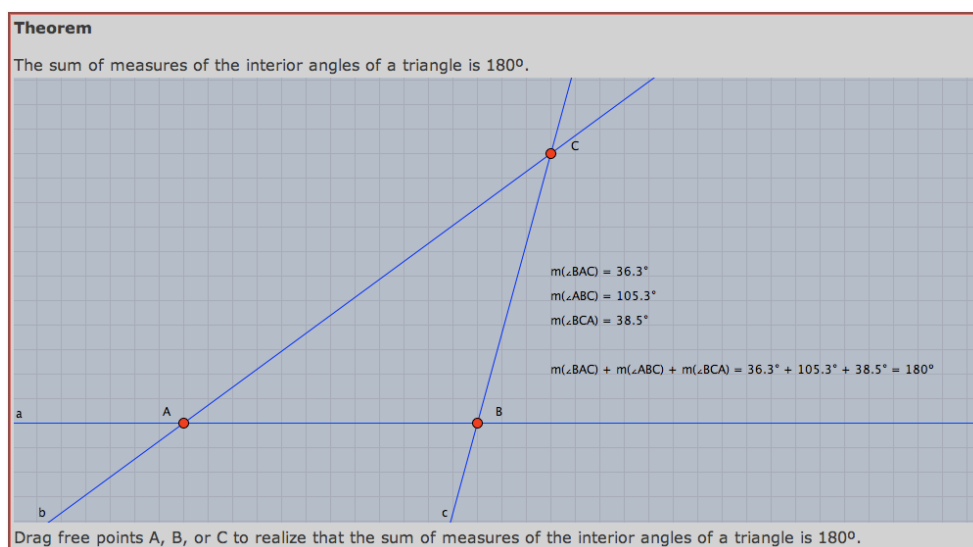 Theorem
The sum of measures of the interior angles of a triangle is 180º.
C
m(∠BAC) = 36.3°
m(∠ABC) = 105.3°
m(∠BCA) = 38.5°
m(∠BAC) + m(∠ABC) + m(∠BCA) = 36.3° + 105.3° + 38.5° = 180°
a A B
b c
Drag free points A, B, or C to realize that the sum of measures of the interior angles of a triangle is 180º.